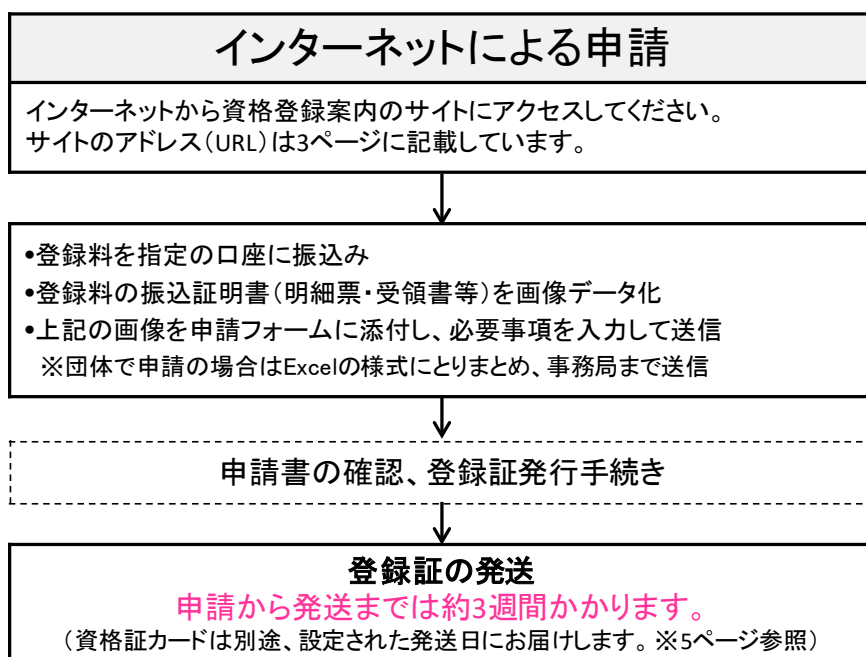 インターネットによる申請
インターネットから資格登録案内のサイトにアクセスしてください。
サイトのアドレス（URL）は3ページに記載しています。
•登録料を指定の口座に振込み
•登録料の振込証明書（明細票・受領書等）を画像データ化
•上記の画像を申請フォームに添付し、必要事項を入力して送信
※団体で申請の場合はExcelの様式にとりまとめ、事務局まで送信
申請書の確認、登録証発行手続き
登録証の発送
申請から発送までは約3週間かかります。
（資格証カードは別途、設定された発送日にお届けします。※5ページ参照）